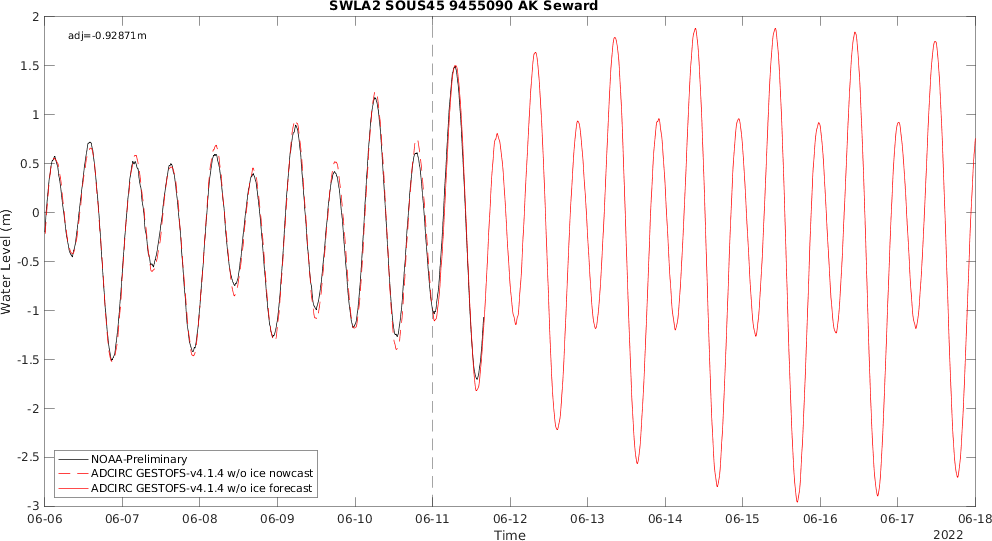 SWLA2 SOUS45 9455090 AK Seward
adj=-0.92871m
2
1.5
1
0.5
0
-0.5
-1
-1.5
-2
-2.5
-3
Water Level (m)
NOAA-Preliminary
ADCIRC GESTOFS-v4.1.4 w/o ice nowcast
ADCIRC GESTOFS-v4.1.4 w/o ice forecast
06-06 06-07 06-08 06-09 06-10 06-11 06-12 06-13 06-14 06-15 06-16 06-17 06-18
Time
2022